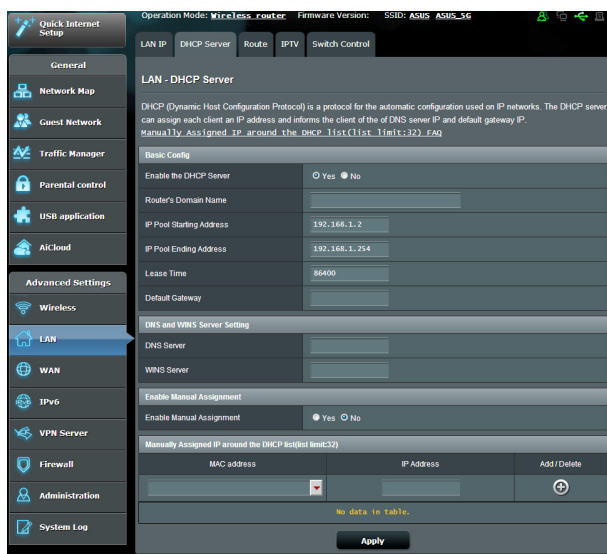 Operation Mode: Wireless router Firmware Version: SSID: ASUS ASUS_5G
Quick Internet Setup
LAN IP DHCP Server Route IPTV Switch Control
General
Network Map
Guest Network
Traffic Manager
Parental control
USB application
AiCloud
Advanced Settings
Wireless
LAN
WAN
IPv6
VPN Server
Firewall
Administration
System Log
LAN - DHCP Server
DHCP (Dynamic Host Configuration Protocol) is a protocol for the automatic configuration used on IP networks. The DHCP server
can assign each client an IP address and informs the client of the of DNS server IP and default gateway IP.
Manually Assigned IP around the DHCP list(list limit:32) FAQ
Basic Config
Enable the DHCP Server Yes No
Router's Domain Name
IP Pool Starting Address 192.168.1.2
IP Pool Ending Address 192.168.1.254
Lease Time 86400
Default Gateway
DNS and WINS Server Setting
DNS Server
WINS Server
Enable Manual Assignment
Enable Manual Assignment Yes No
Manually Assigned IP around the DHCP list(list limit:32)
MAC address IP Address Add / Delete
No data in table.
Apply